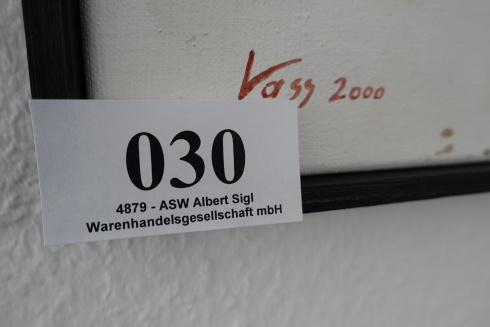 Vass 2000
030
4879 - ASW Albert Sigl
Warenhandelsgesellschaft mbH